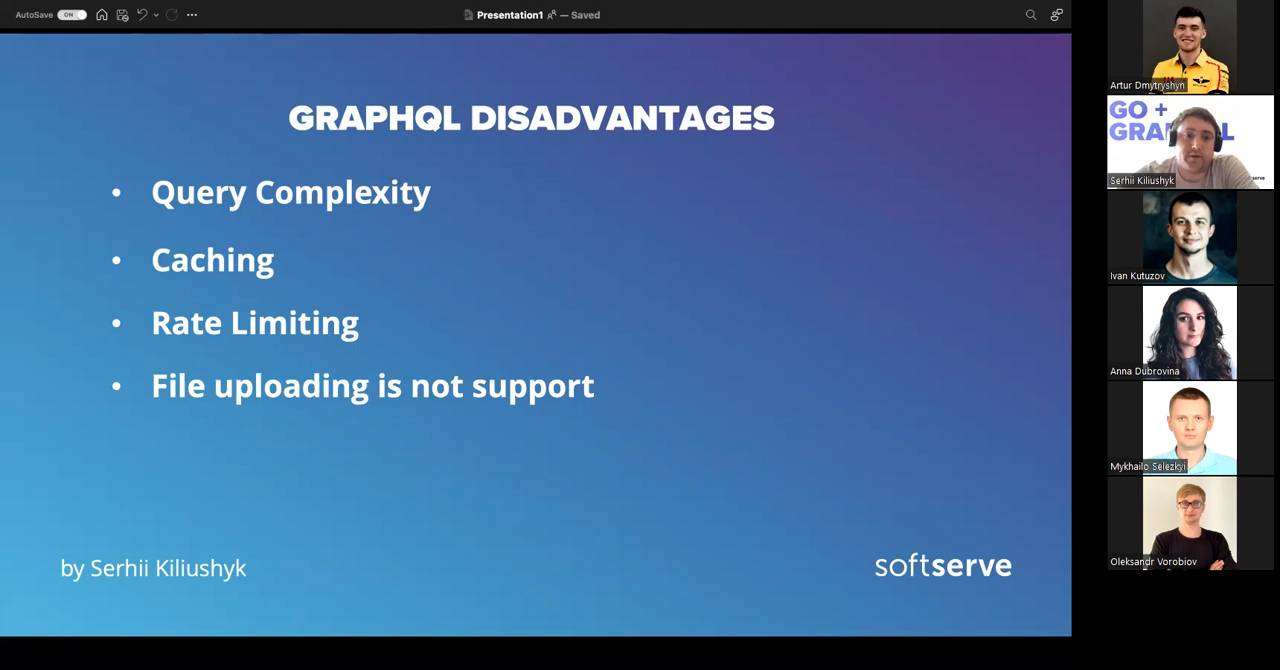 AutoSave ON
Presentation1 — Saved
GRAPHQL DISADVANTAGES
• Query Complexity
• Caching
• Rate Limiting
• File uploading is not support
by Serhii Kiliushyk
softserve
Artur Dmytryshyn
GO +
GRA L
Serhii Kiliushyk
Ivan Kutuzov
Anna Dubrovina
Mykhailo Selezkyi
Oleksandr Vorobiov